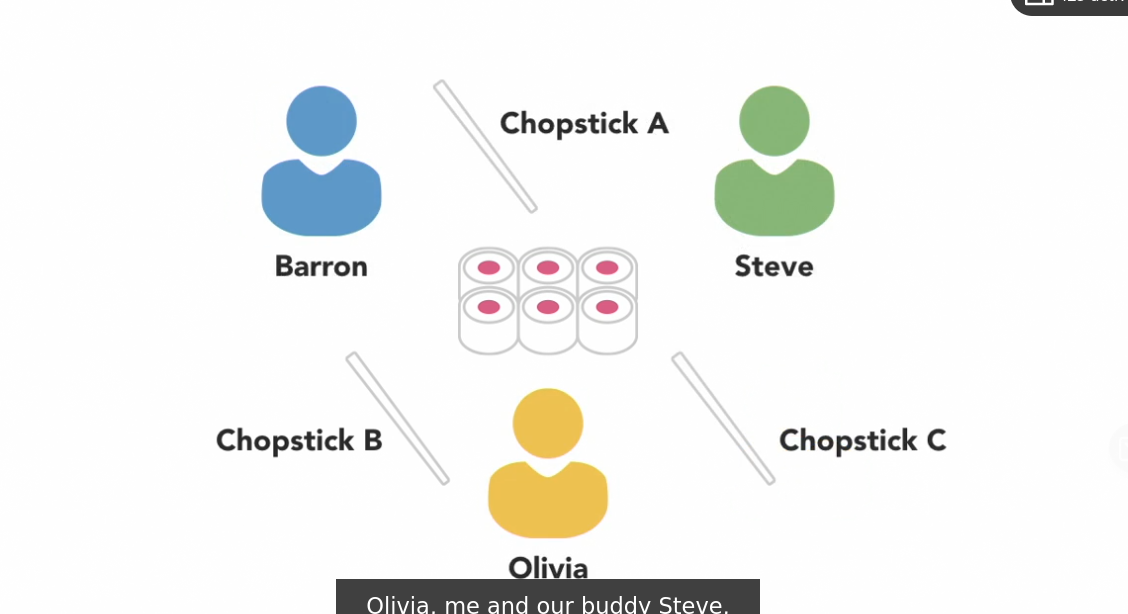 Chopstick A
Barron
Steve
Chopstick B
Chopstick C
Olivia
Olivia, me and our buddy Steve,